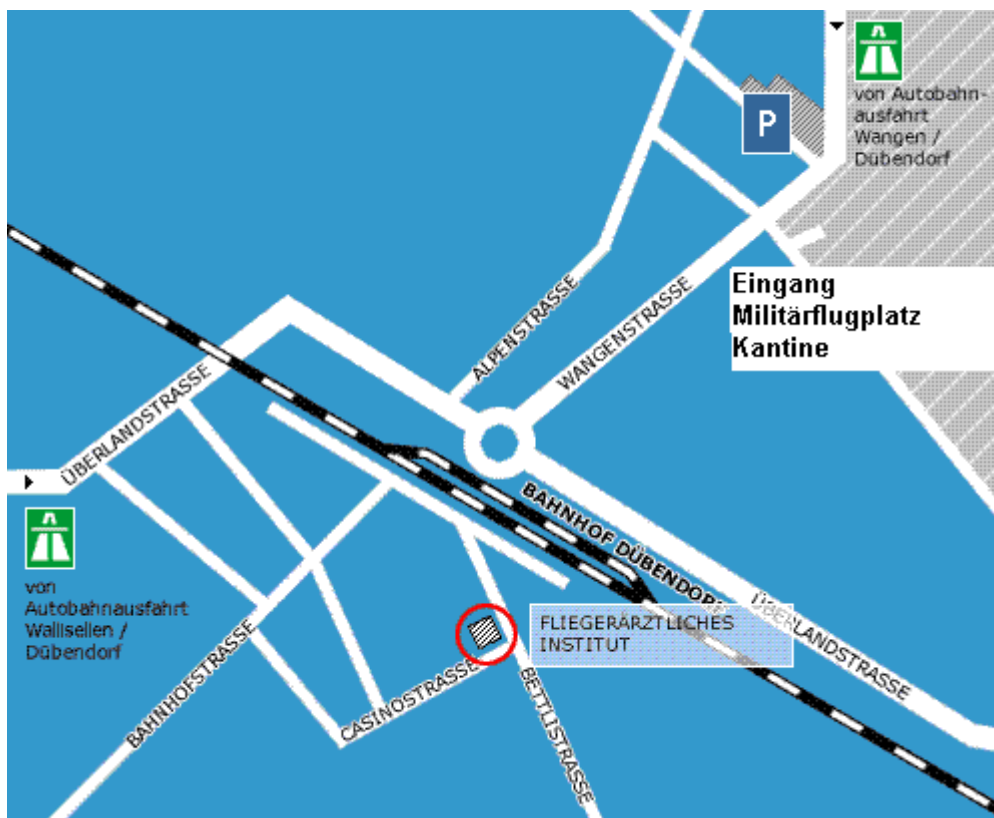 von Autobahn-
ausfahrt
Wangen /
Dübendorf
P
Eingang
Militärflugplatz
Kantine
ALPENSTRASSE
WANGENSTRASSE
ÜBERLANDSTRASSE
BAHNHOF DÜBENDORF
von
Autobahnausfahrt
Wallisellen /
Dübendorf
FLIEGERÄRZTLICHES
INSTITUT
ÜBERLANDSTRASSE
BAHNHOFSTRASSE
CASINOSTRASSE
BETTLISTRASSE